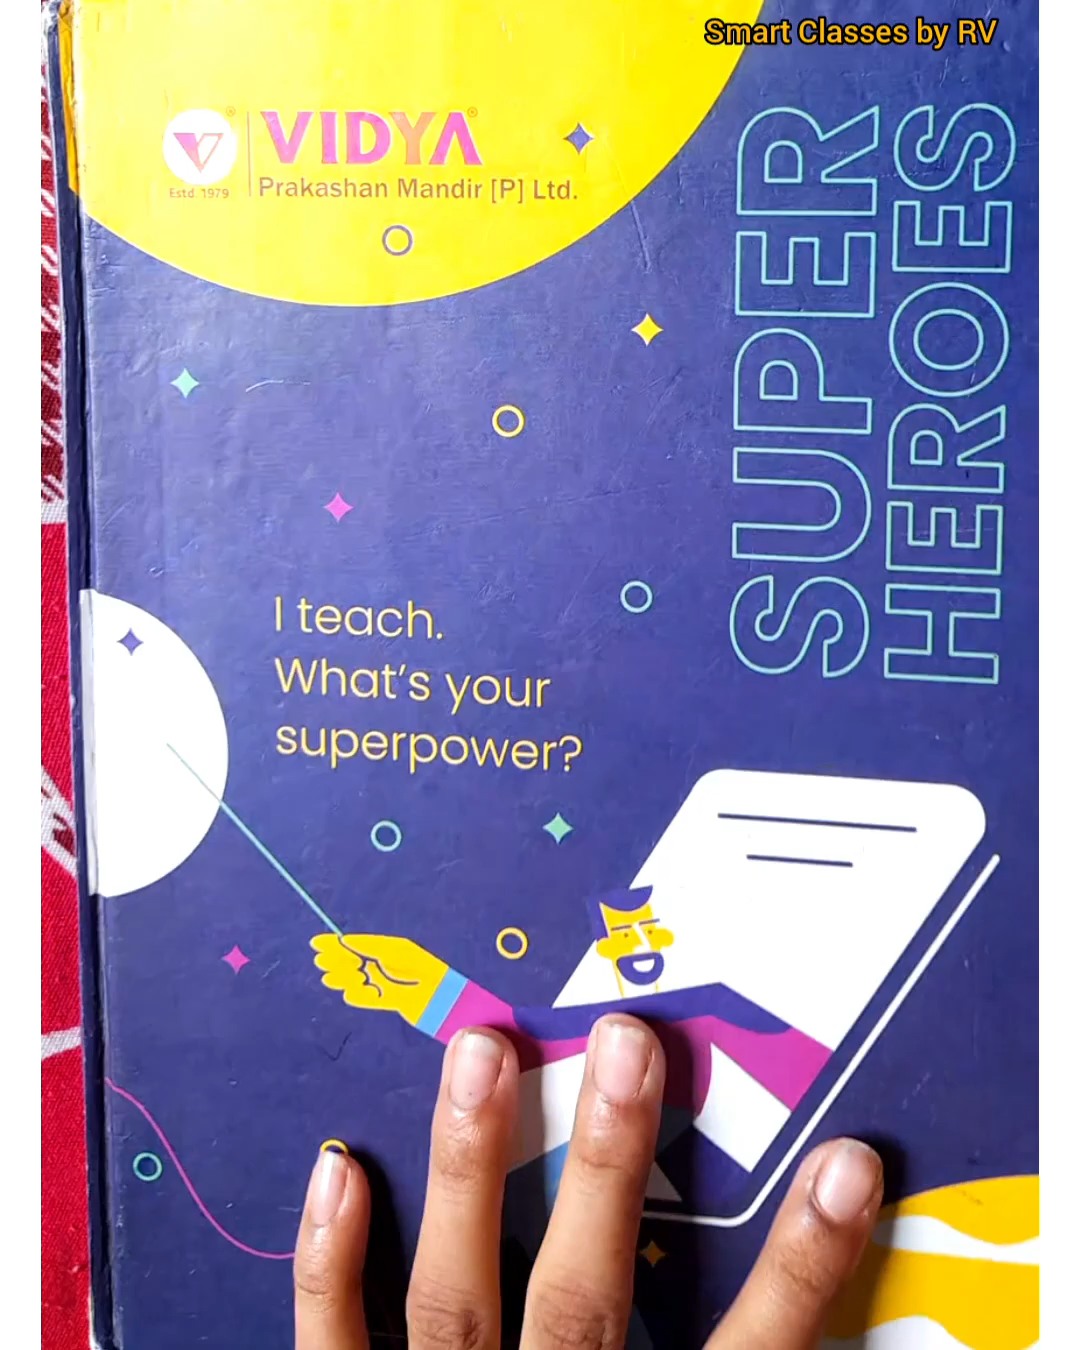 Smart Classes by RV
VIDYA®
Estd. 1979
Prakashan Mandir [P] Ltd.
SUPER
HEROES
I teach.
What's your
superpower?